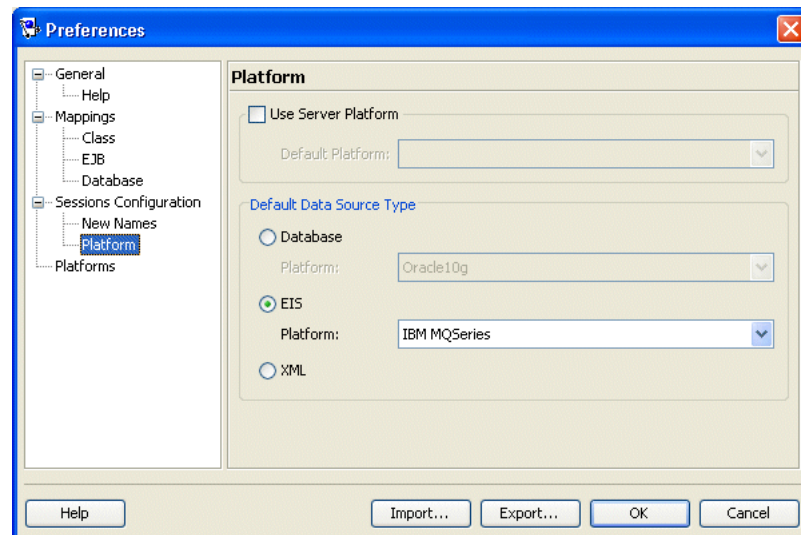 Preferences
General
Help
Mappings
Class
EJB
Database
Sessions Configuration
New Names
Platform
Platforms
Platform
Use Server Platform
Default Platform:
Default Data Source Type
Database
Platform: Oracle10g
EIS
Platform: IBM MQSeries
XML
Help Import... Export... OK Cancel